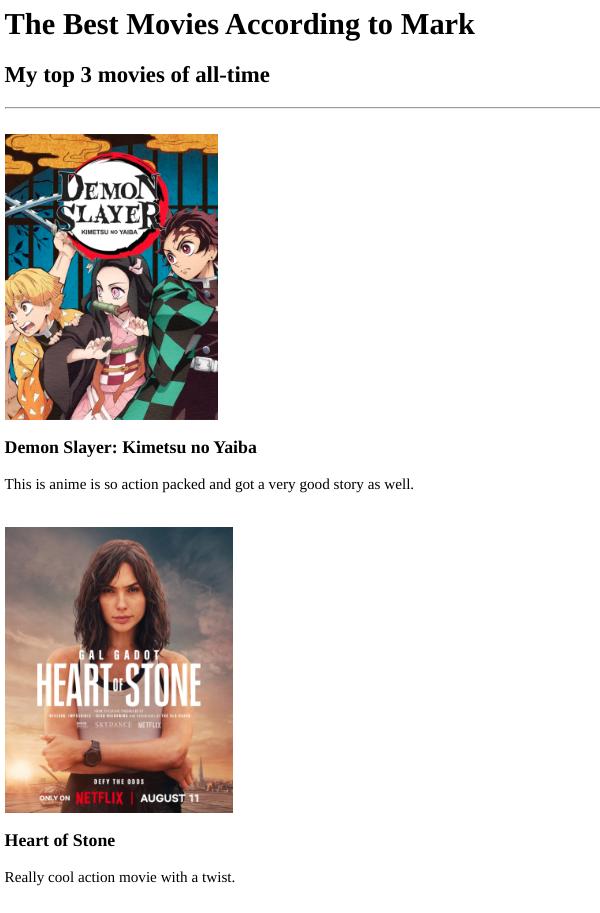 The Best Movies According to Mark
My top 3 movies of all-time
DEMON
SLAYER
KIMETSU NO YAIBA
Demon Slayer: Kimetsu no Yaiba
This is anime is so action packed and got a very good story as well.
GAL GADOT
HEART OF STONE
SKYDANCE NETFLIX
DEFY THE ODDS
ONLY ON NETFLIX | AUGUST 11
Heart of Stone
Really cool action movie with a twist.